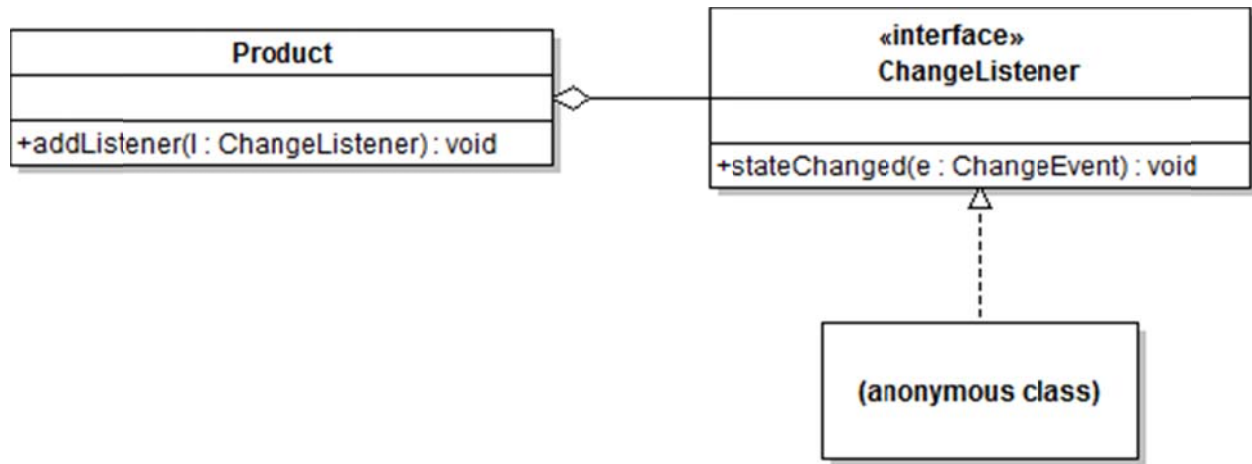 Product
+addListener(l : ChangeListener) : void
«interface»
ChangeListener
+stateChanged(e : ChangeEvent) : void
(anonymous class)